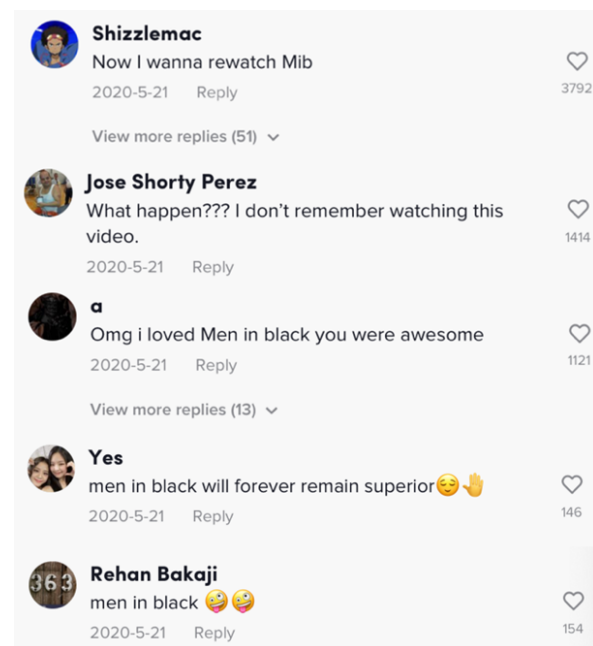 Shizzlemac
Now I wanna rewatch Mib
2020-5-21 Reply
3792
View more replies (51)
Jose Shorty Perez
What happen??? I don't remember watching this
video.
1414
2020-5-21 Reply
a
Omg i loved Men in black you were awesome
2020-5-21 Reply
1121
View more replies (13)
Yes
men in black will forever remain superior😌🤚
2020-5-21 Reply
146
363
Rehan Bakaji
men in black 🤪🤪
2020-5-21 Reply
154